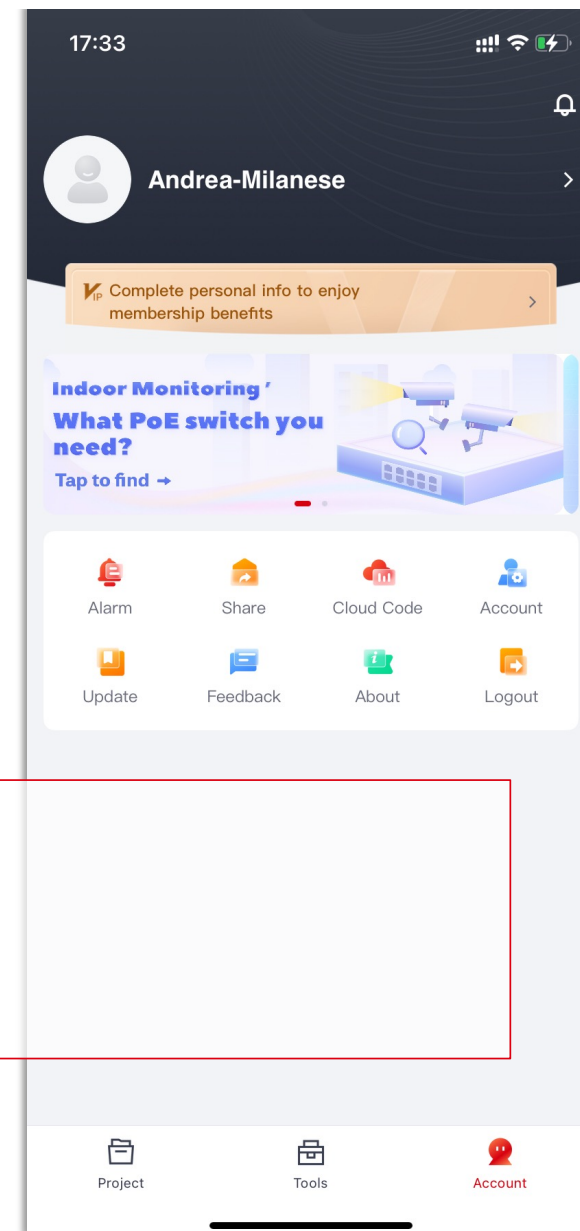 17:33
Andrea-Milanese
VIP Complete personal info to enjoy
membership benefits
Indoor Monitoring
What PoE switch you
need?
Tap to find →
Alarm Share Cloud Code Account
Update Feedback About Logout
Project Tools Account